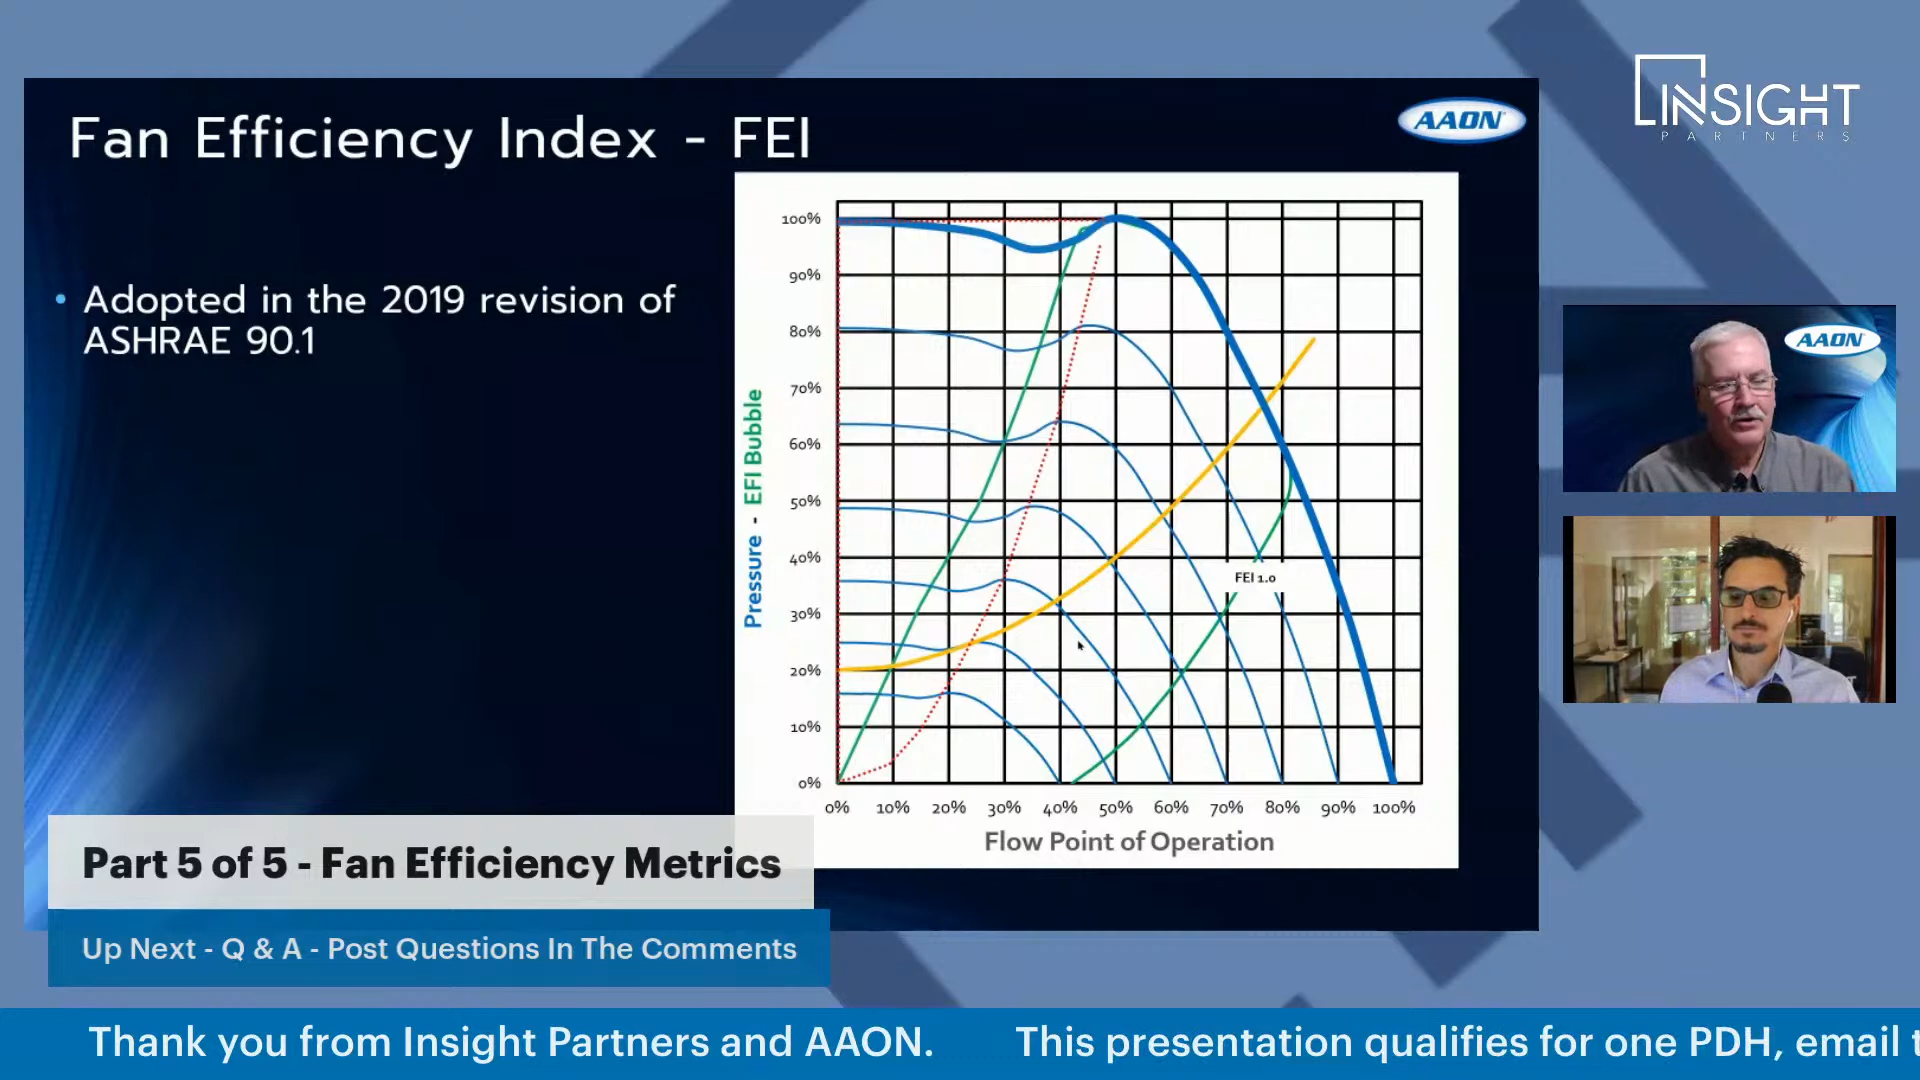 INSIGHT
PARTNERS
Fan Efficiency Index - FEI
AAON
• Adopted in the 2019 revision of
ASHRAE 90.1
Pressure - EFI Bubble
100%
90%
80%
70%
60%
50%
40%
30%
20%
10%
0%
FEI 1.0
0% 10% 20% 30% 40% 50% 60% 70% 80% 90% 100%
Flow Point of Operation
AAON
Part 5 of 5 - Fan Efficiency Metrics
Up Next - Q & A - Post Questions In The Comments
Thank you from Insight Partners and AAON. This presentation qualifies for one PDH, email t